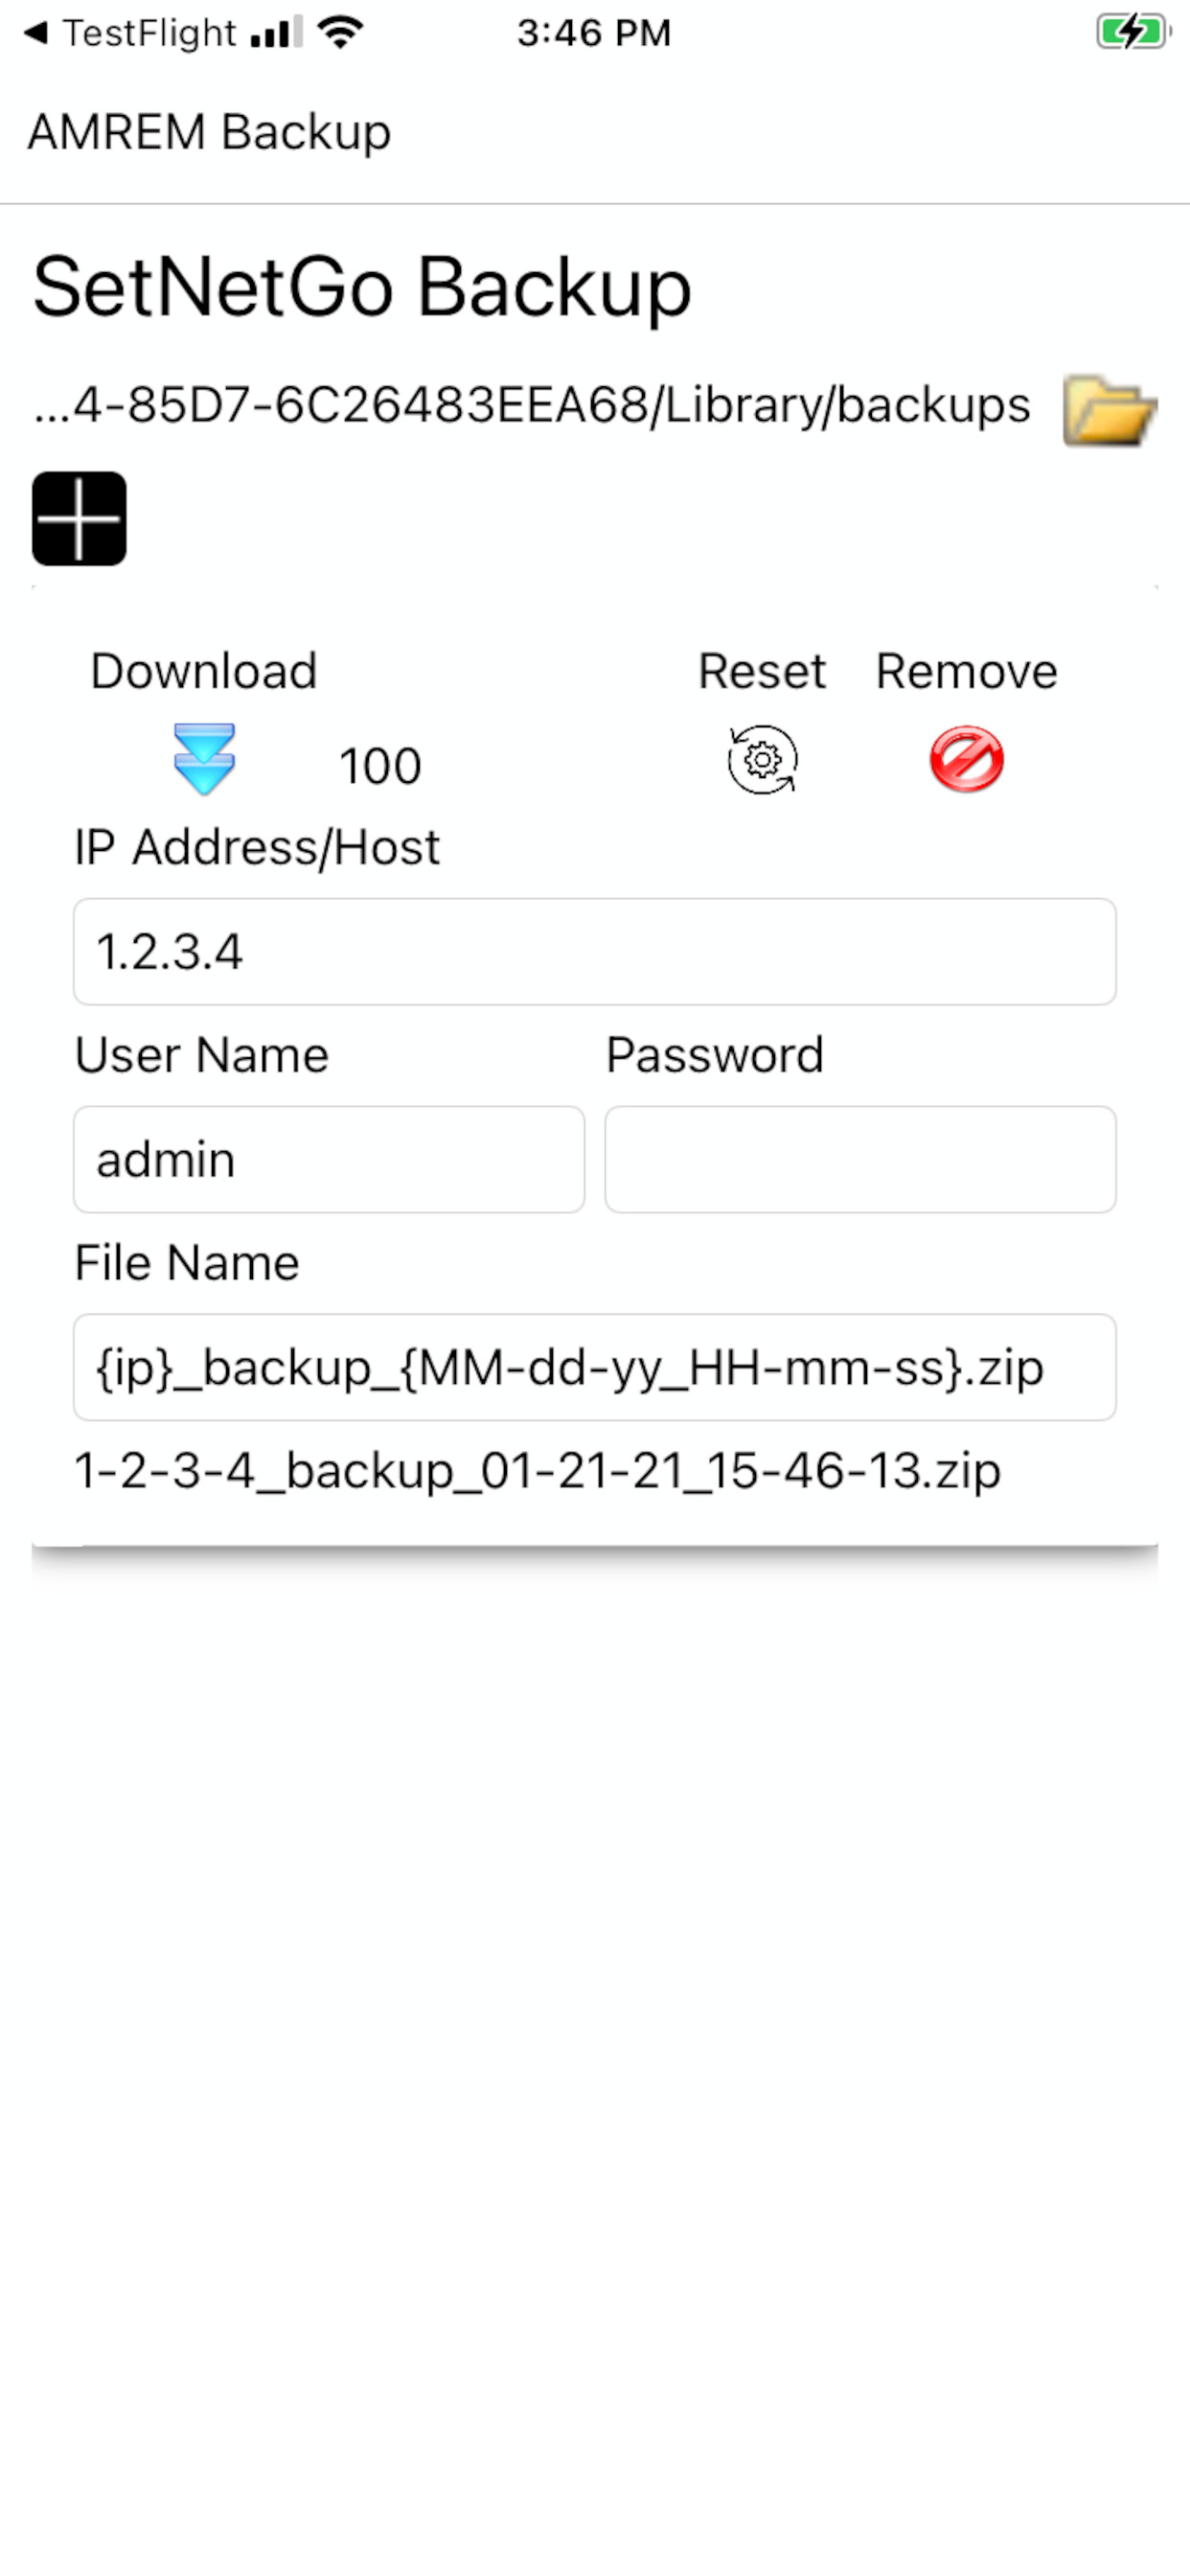 TestFlight 3:46 PM
AMREM Backup
SetNetGo Backup
...4-85D7-6C26483EEA68/Library/backups
Download Reset Remove
100
IP Address/Host
1.2.3.4
User Name Password
admin
File Name
{ip}_backup_{MM-dd-yy_HH-mm-ss}.zip
1-2-3-4_backup_01-21-21_15-46-13.zip